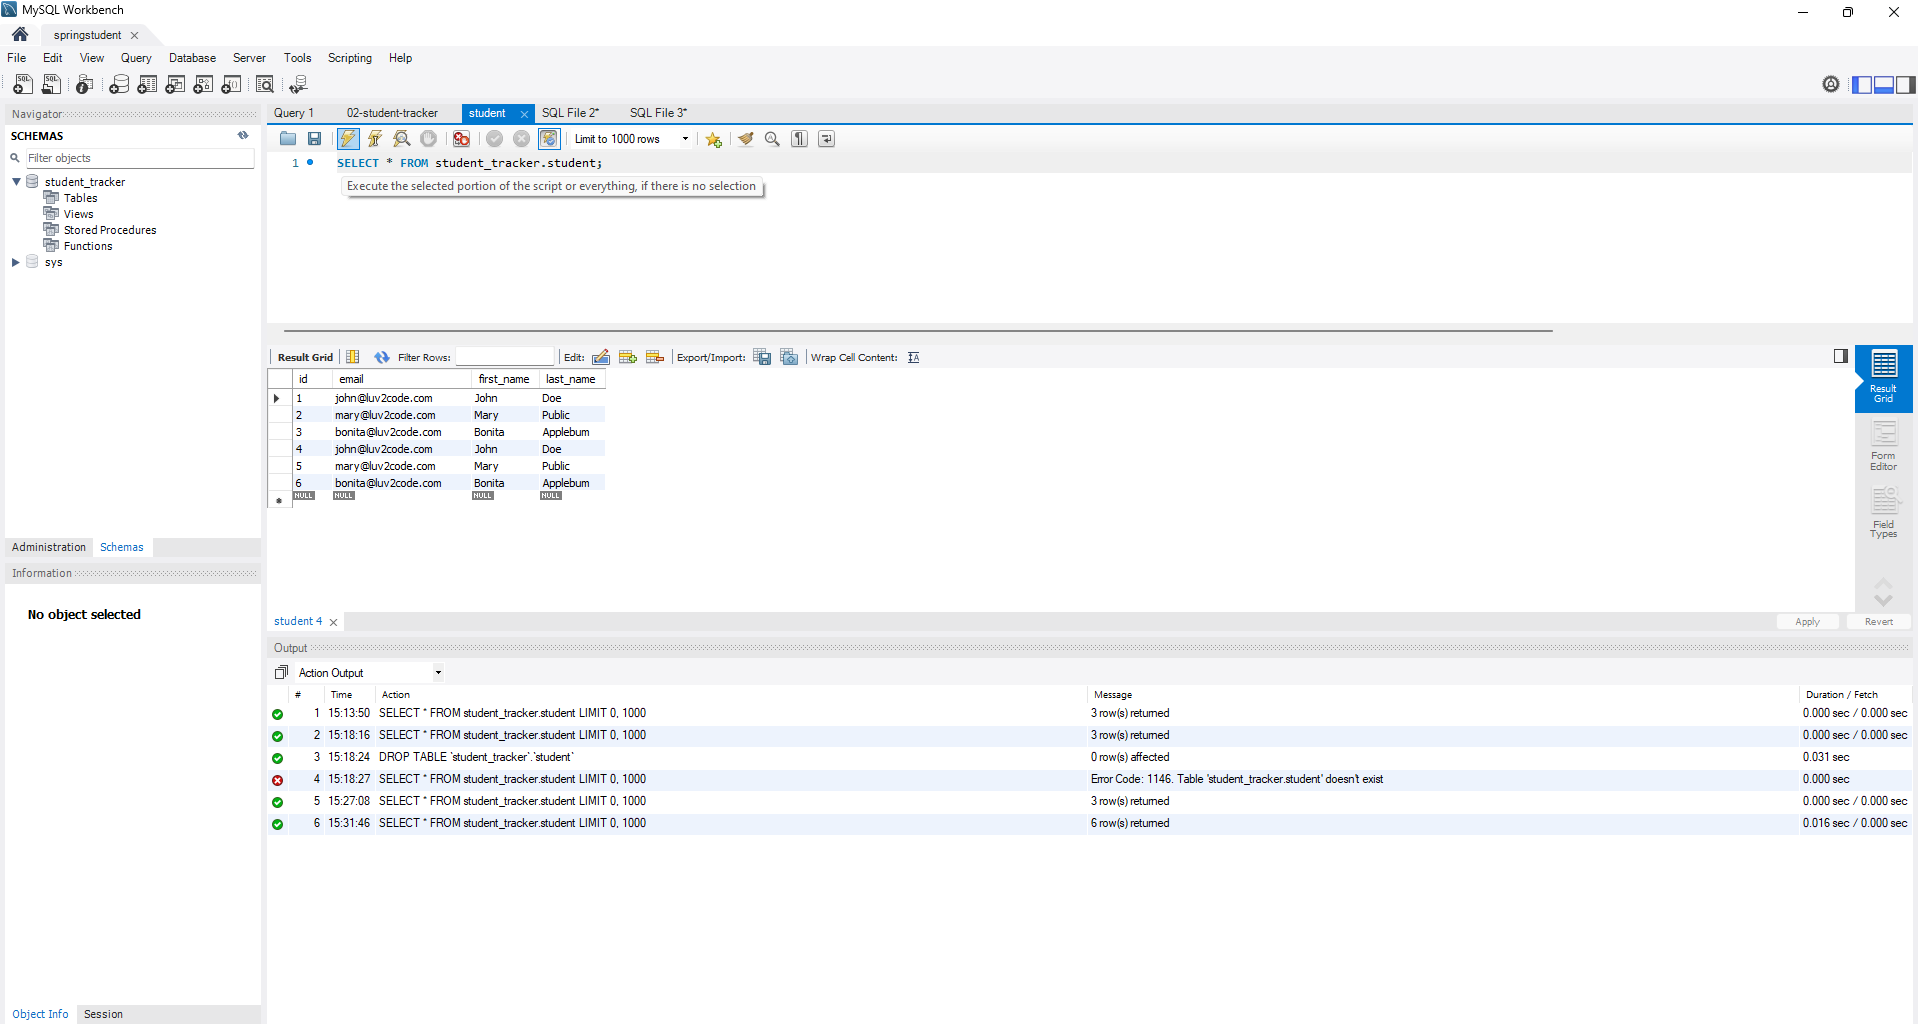 MySQL Workbench
springstudent
File Edit View Query Database Server Tools Scripting Help
Navigator
SCHEMAS
Filter objects
student_tracker
Tables
Views
Stored Procedures
Functions
sys
Administration Schemas
Information
No object selected
Object Info Session
Query 1 02-student-tracker student SQL File 2* SQL File 3*
Limit to 1000 rows
1 SELECT * FROM student_tracker.student;
Execute the selected portion of the script or everything, if there is no selection
Result Grid Filter Rows: Edit: Export/Import: Wrap Cell Content:
id email first_name last_name
1 john@luv2code.com John Doe
2 mary@luv2code.com Mary Public
3 bonita@luv2code.com Bonita Applebum
4 john@luv2code.com John Doe
5 mary@luv2code.com Mary Public
6 bonita@luv2code.com Bonita Applebum
NULL NULL NULL NULL
Result
Grid
Form
Editor
Field
Types
student 4
Apply Revert
Output
Action Output
# Time Action Message Duration / Fetch
1 15:13:50 SELECT * FROM student_tracker.student LIMIT 0, 1000 3 row(s) returned 0.000 sec / 0.000 sec
2 15:18:16 SELECT * FROM student_tracker.student LIMIT 0, 1000 3 row(s) returned 0.000 sec / 0.000 sec
3 15:18:24 DROP TABLE `student_tracker`.`student` 0 row(s) affected 0.031 sec
4 15:18:27 SELECT * FROM student_tracker.student LIMIT 0, 1000 Error Code: 1146. Table 'student_tracker.student' doesn't exist 0.000 sec
5 15:27:08 SELECT * FROM student_tracker.student LIMIT 0, 1000 3 row(s) returned 0.000 sec / 0.000 sec
6 15:31:46 SELECT * FROM student_tracker.student LIMIT 0, 1000 6 row(s) returned 0.016 sec / 0.000 sec